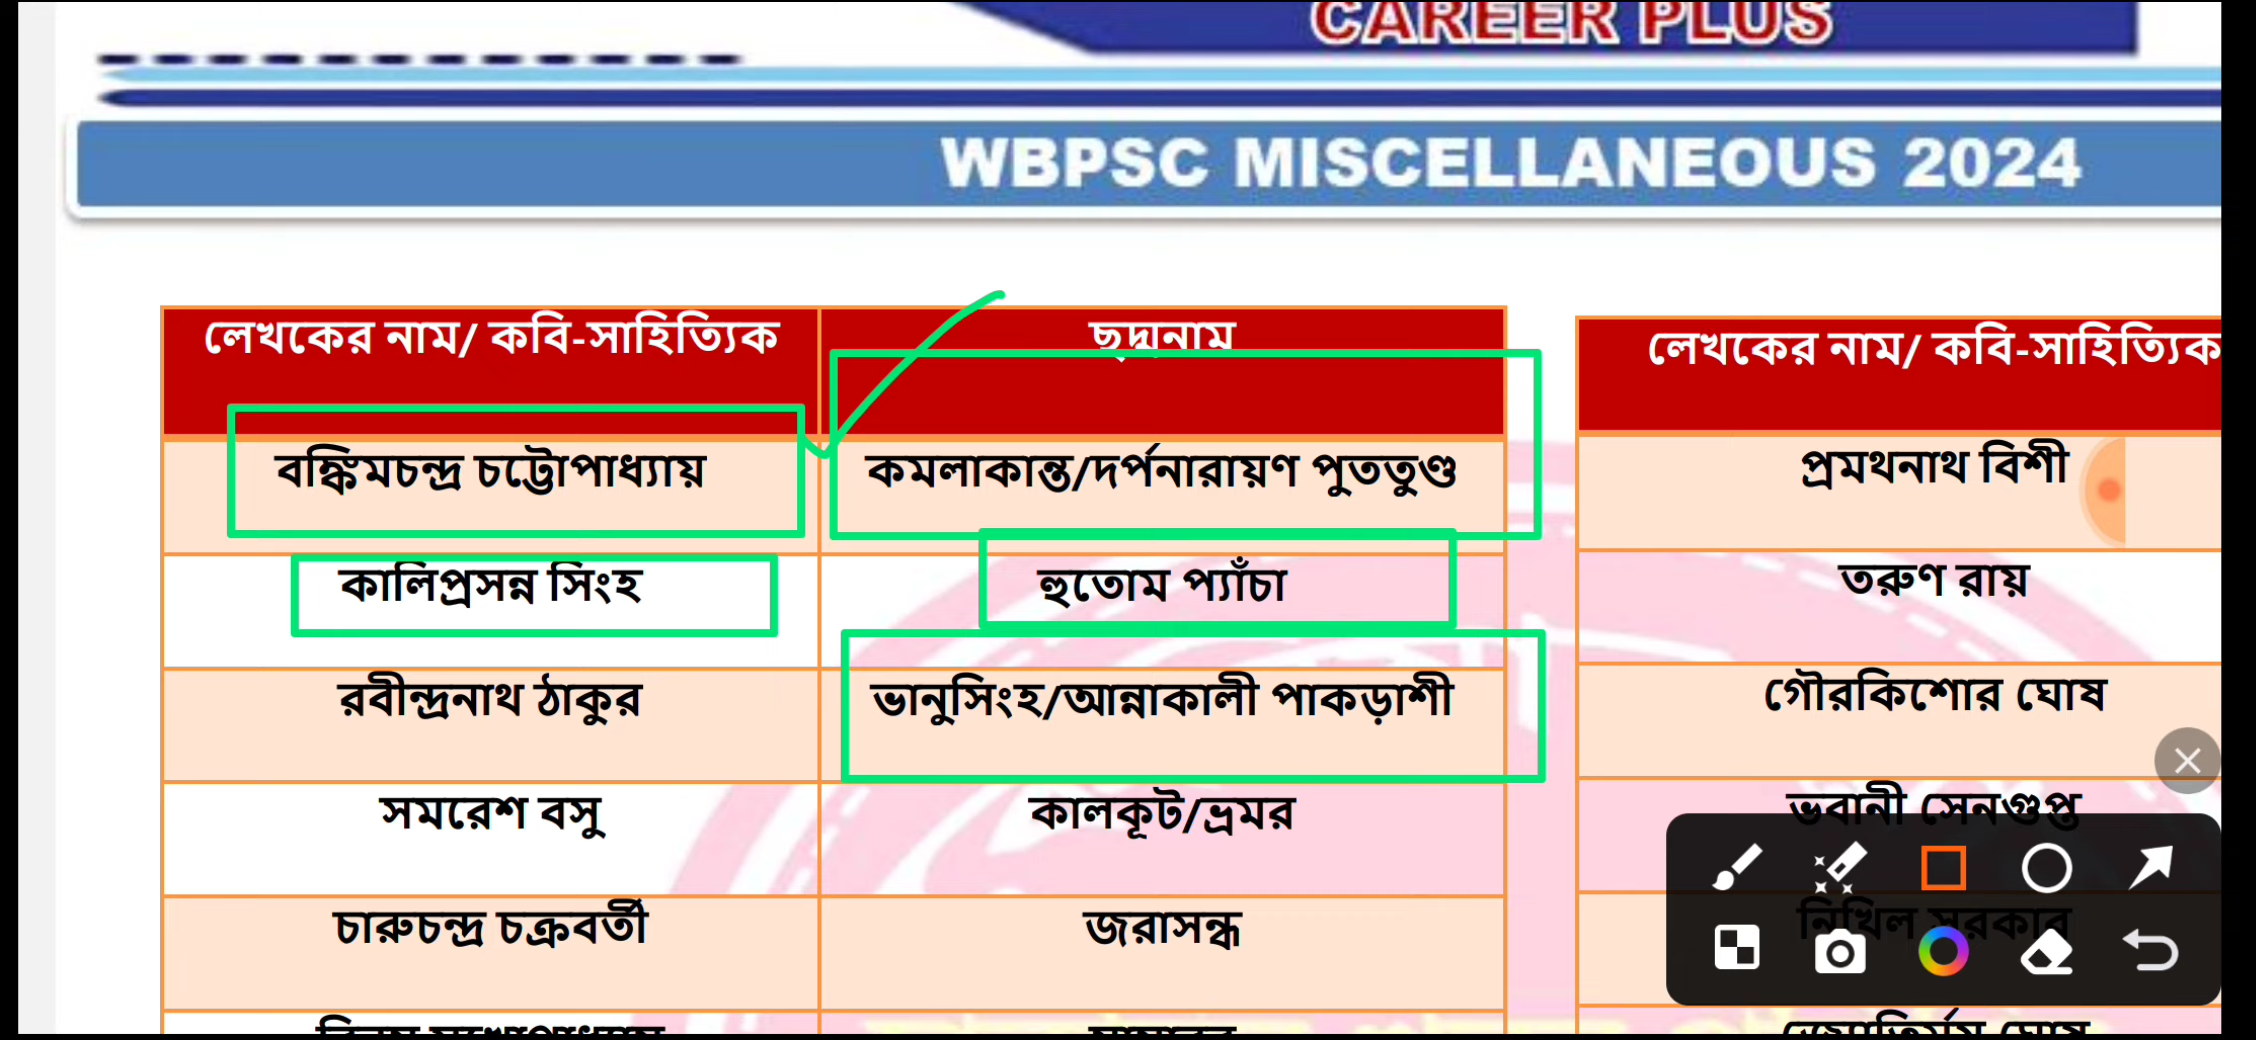 CAREER PLUS
WBPSC MISCELLANEOUS 2024
লেখকের নাম/ কবি-সাহিত্যিক
ছদ্মনাম
বঙ্কিমচন্দ্র চট্টোপাধ্যায়
কমলাকান্ত/দর্পনারায়ণ পুততুণ্ড
কালিপ্রসন্ন সিংহ
হুতোম প্যাঁচা
রবীন্দ্রনাথ ঠাকুর
ভানুসিংহ/আন্নাকালী পাকড়াশী
সমরেশ বসু
কালকূট/ভ্রমর
চারুচন্দ্র চক্রবর্তী
জরাসন্ধ
লেখকের নাম/ কবি-সাহিত্যিক
প্রমথনাথ বিশী
তরুণ রায়
গৌরকিশোর ঘোষ
ভবানী সেনগুপ্ত
নিখিল সরকার